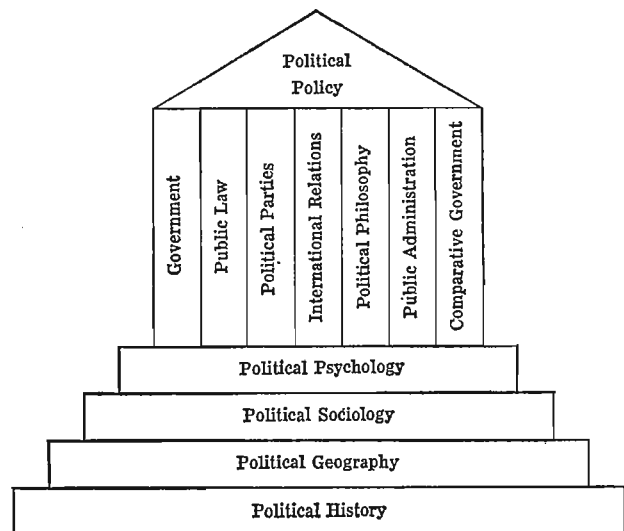 Political
Policy
Government
Public Law
Political Parties
International Relations
Political Philosophy
Public Administration
Comparative Government
Political Psychology
Political Sociology
Political Geography
Political History